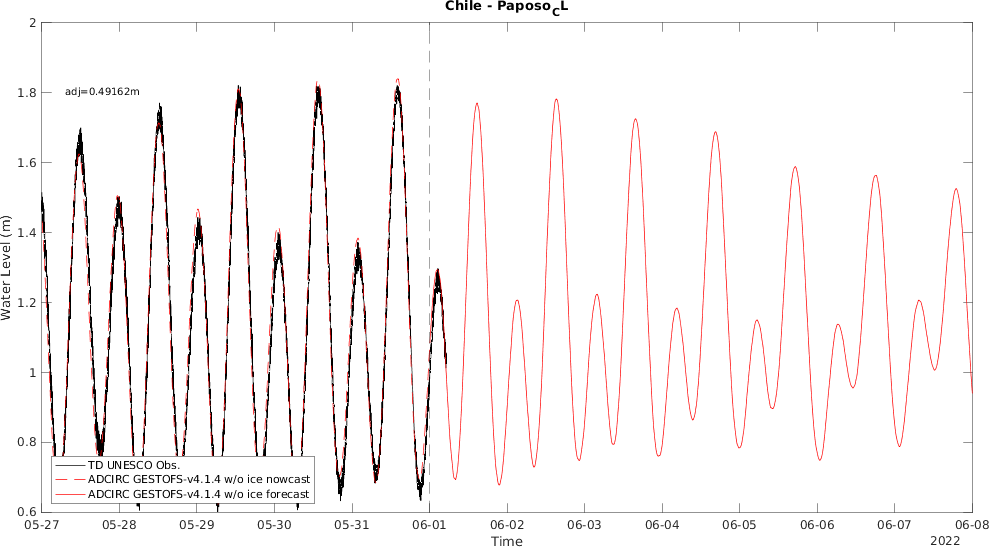 Chile - Paposo_CL
2
1.8
1.6
1.4
1.2
1
0.8
0.6
Water Level (m)
adj=0.49162m
TD UNESCO Obs.
ADCIRC GESTOFS-v4.1.4 w/o ice nowcast
ADCIRC GESTOFS-v4.1.4 w/o ice forecast
05-27 05-28 05-29 05-30 05-31 06-01 06-02 06-03 06-04 06-05 06-06 06-07 06-08
Time
2022